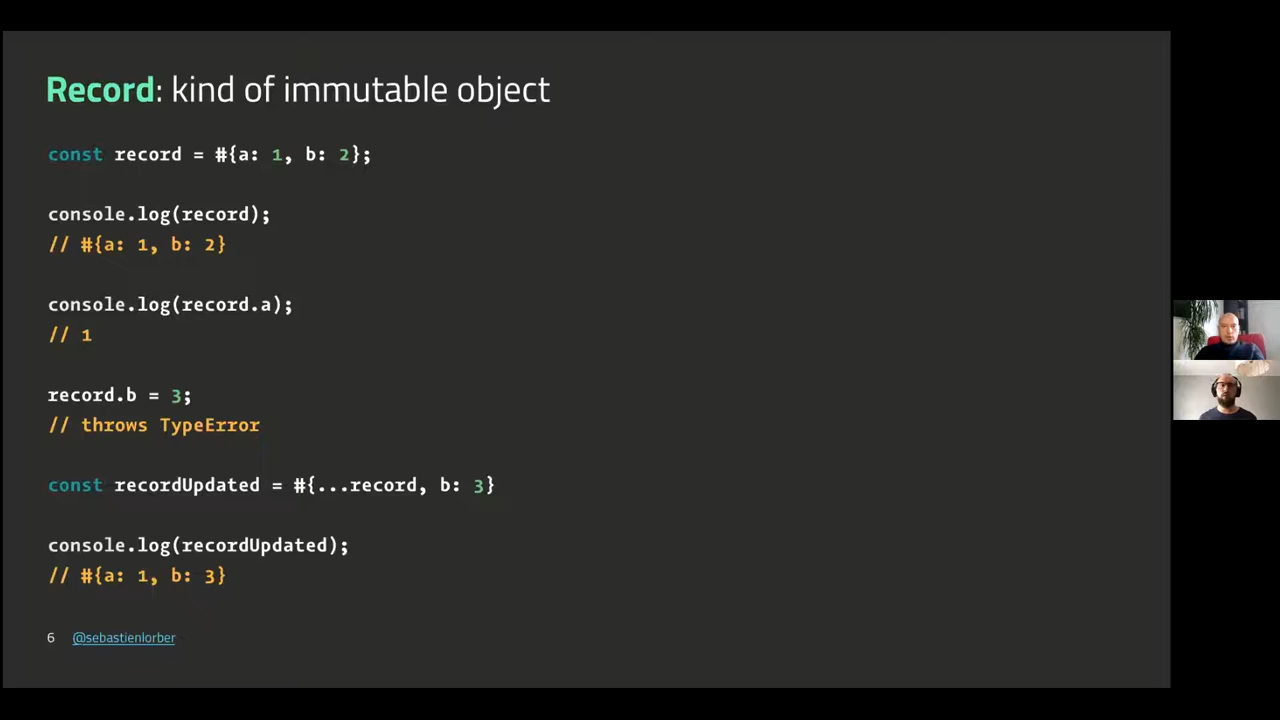 Record: kind of immutable object
const record = #{a: 1, b: 2};
console.log(record);
// #{a: 1, b: 2}
console.log(record.a);
// 1
record.b = 3;
// throws TypeError
const recordUpdated = #{...record, b: 3}
console.log(recordUpdated);
// #{a: 1, b: 3}
6 @sebastienlorber